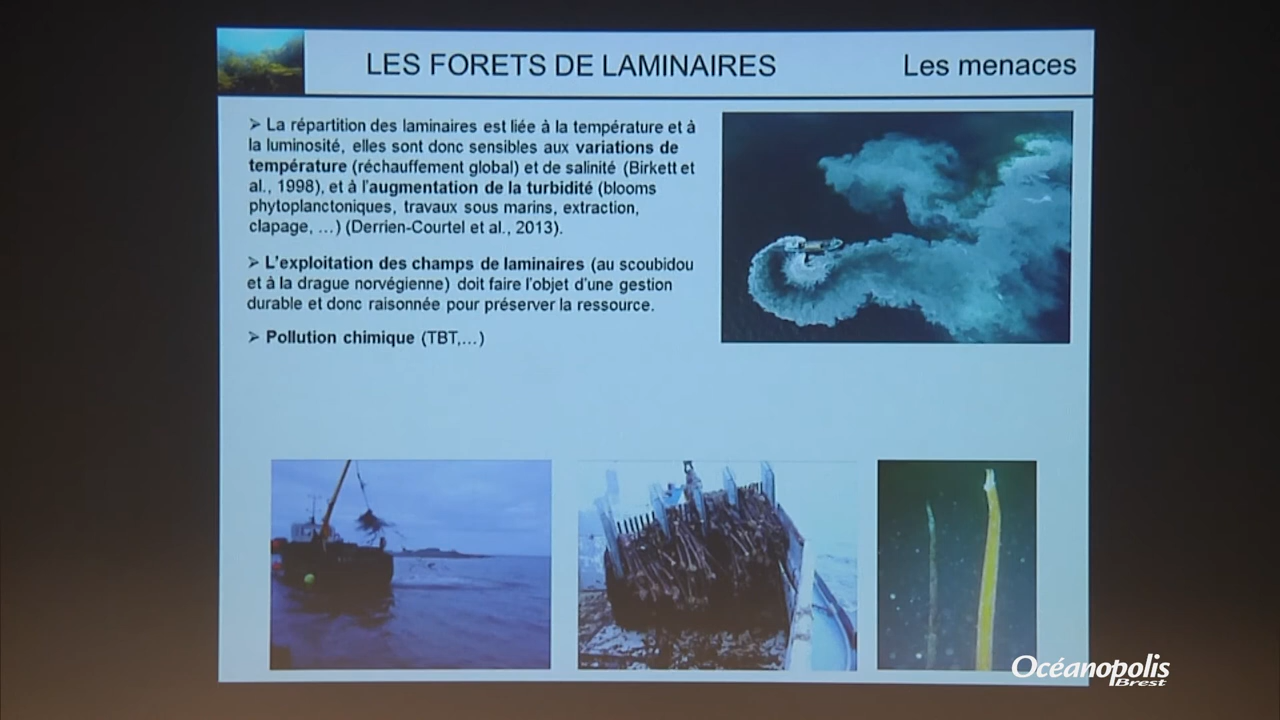 LES FORETS DE LAMINAIRES
Les menaces
➢ La répartition des laminaires est liée à la température et à
la luminosité, elles sont donc sensibles aux variations de
température (réchauffement global) et de salinité (Birkett et
al., 1998), et à l'augmentation de la turbidité (blooms
phytoplanctoniques, travaux sous marins, extraction,
clapage, ...) (Derrien-Courtel et al., 2013).
➢ L'exploitation des champs de laminaires (au scoubidou
et à la drague norvégienne) doit faire l'objet d'une gestion
durable et donc raisonnée pour préserver la ressource.
➢ Pollution chimique (TBT,...)
Océanopolis
Brest